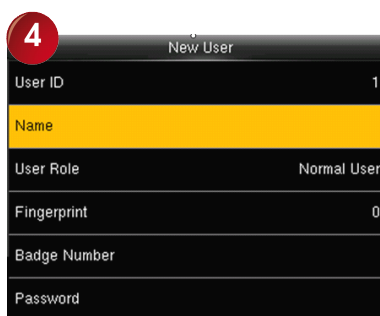 4
New User
User ID 1
Name
User Role Normal User
Fingerprint 0
Badge Number
Password